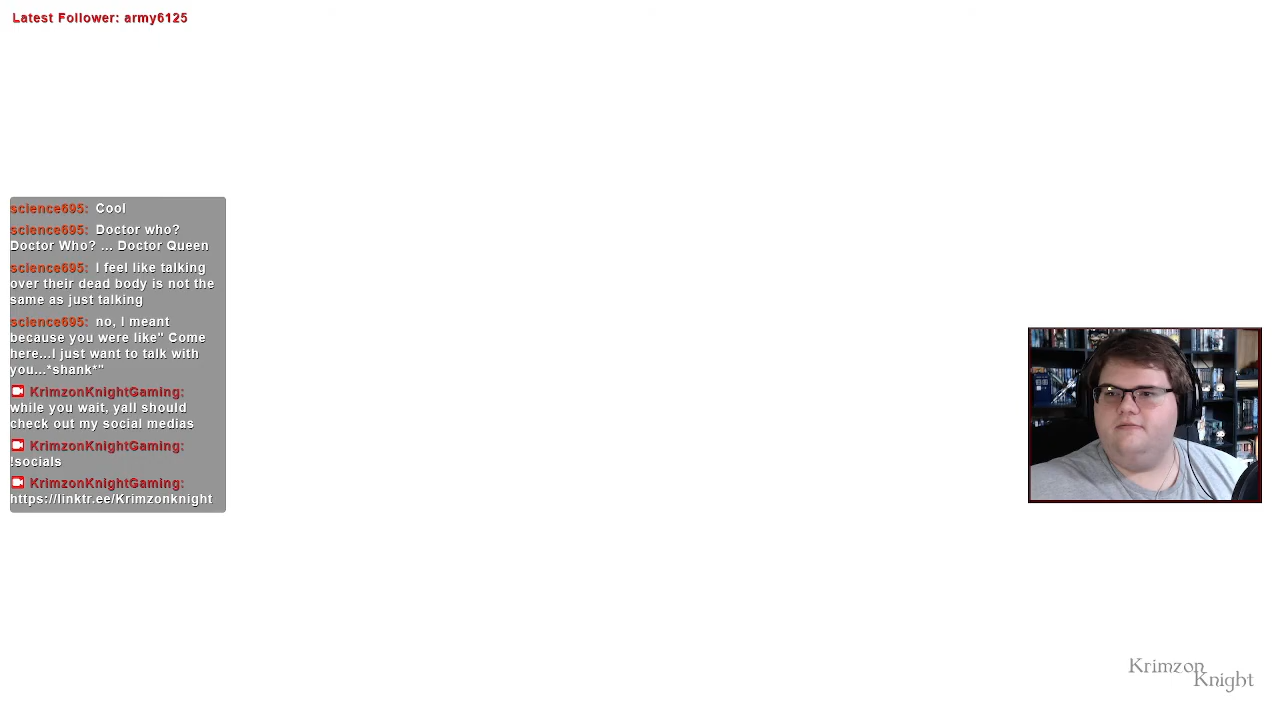 Latest Follower: army6125
science695: Cool
science695: Doctor who?
Doctor Who? ... Doctor Queen
science695: I feel like talking
over their dead body is not the
same as just talking
science695: no, I meant
because you were like" Come
here...I just want to talk with
you...*shank*"
KrimzonKnightGaming:
while you wait, yall should
check out my social medias
KrimzonKnightGaming:
!socials
KrimzonKnightGaming:
https://linktr.ee/Krimzonknight
Krimzon
Knight